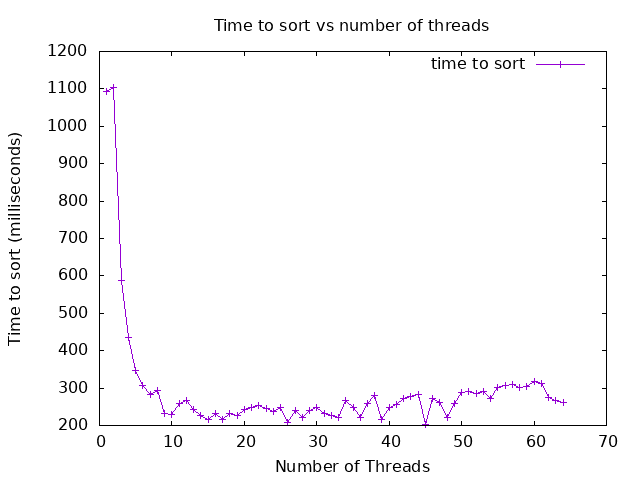 Time to sort vs number of threads
1200
1100
1000
900
800
700
600
500
400
300
200
time to sort
Time to sort (milliseconds)
0 10 20 30 40 50 60 70
Number of Threads